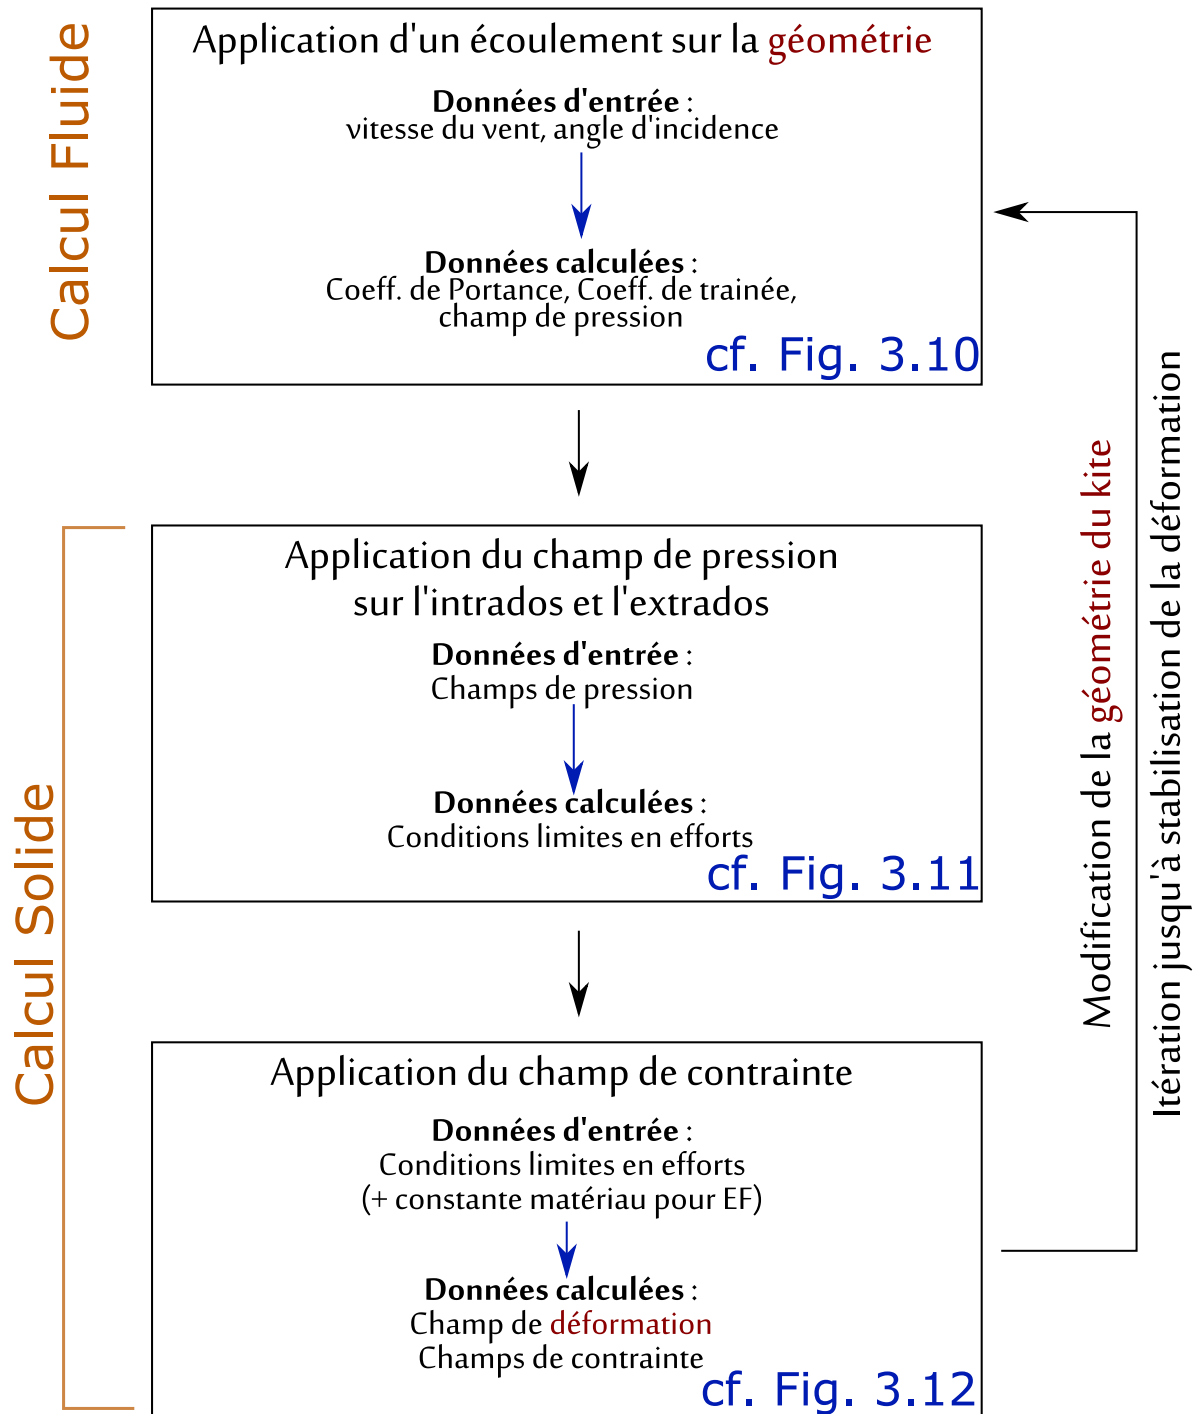 Calcul Fluide
Application d'un écoulement sur la géométrie
Données d'entrée :
vitesse du vent, angle d'incidence
Données calculées :
Coeff. de Portance, Coeff. de trainée,
champ de pression
cf. Fig. 3.10
Calcul Solide
Application du champ de pression
sur l'intrados et l'extrados
Données d'entrée :
Champs de pression
Données calculées :
Conditions limites en efforts
cf. Fig. 3.11
Application du champ de contrainte
Données d'entrée :
Conditions limites en efforts
(+ constante matériau pour EF)
Données calculées :
Champ de déformation
Champs de contrainte
cf. Fig. 3.12
Modification de la géométrie du kite
Itération jusqu'à stabilisation de la déformation